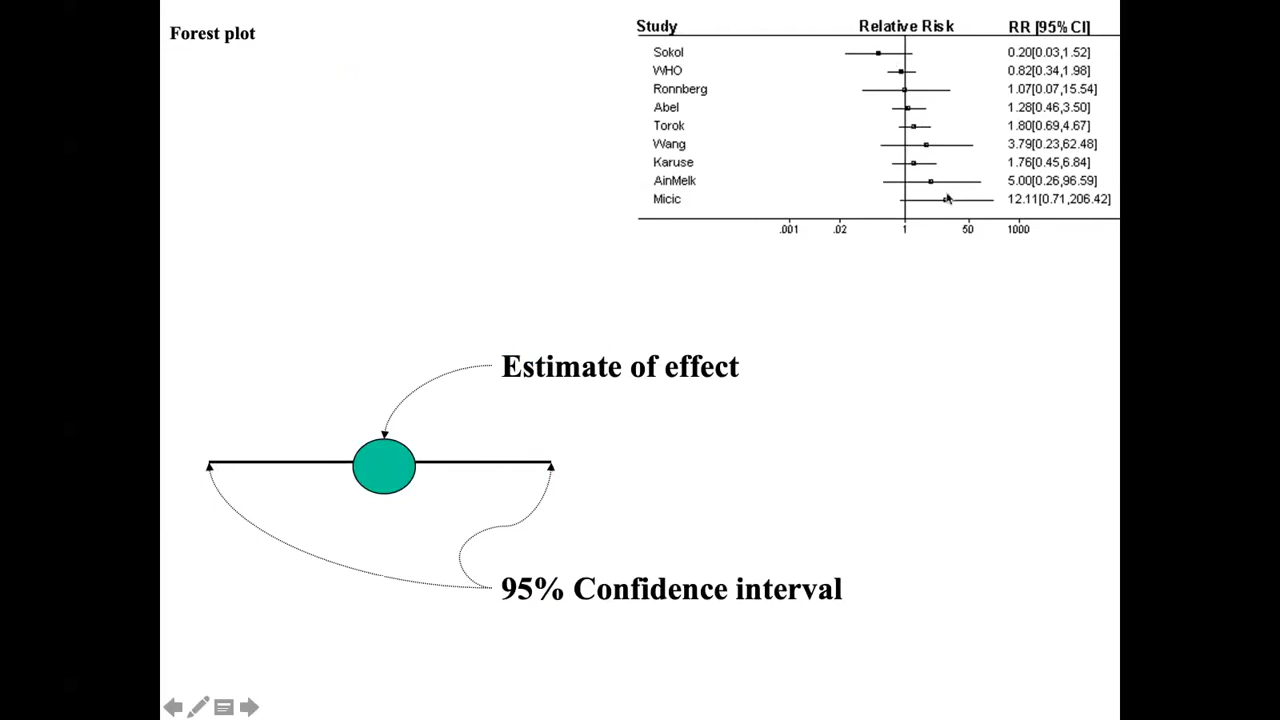 Forest plot
Study Relative Risk RR [95% CI]
Sokol 0.20[0.03,1.52]
WHO 0.82[0.34,1.98]
Ronnberg 1.07[0.07,15.54]
Abel 1.28[0.46,3.50]
Torok 1.80[0.69,4.67]
Wang 3.79[0.23,62.48]
Karuse 1.76[0.45,6.84]
AinMelk 5.00[0.26,96.59]
Micic 12.11[0.71,206.42]
.001 .02 1 50 1000
Estimate of effect
95% Confidence interval